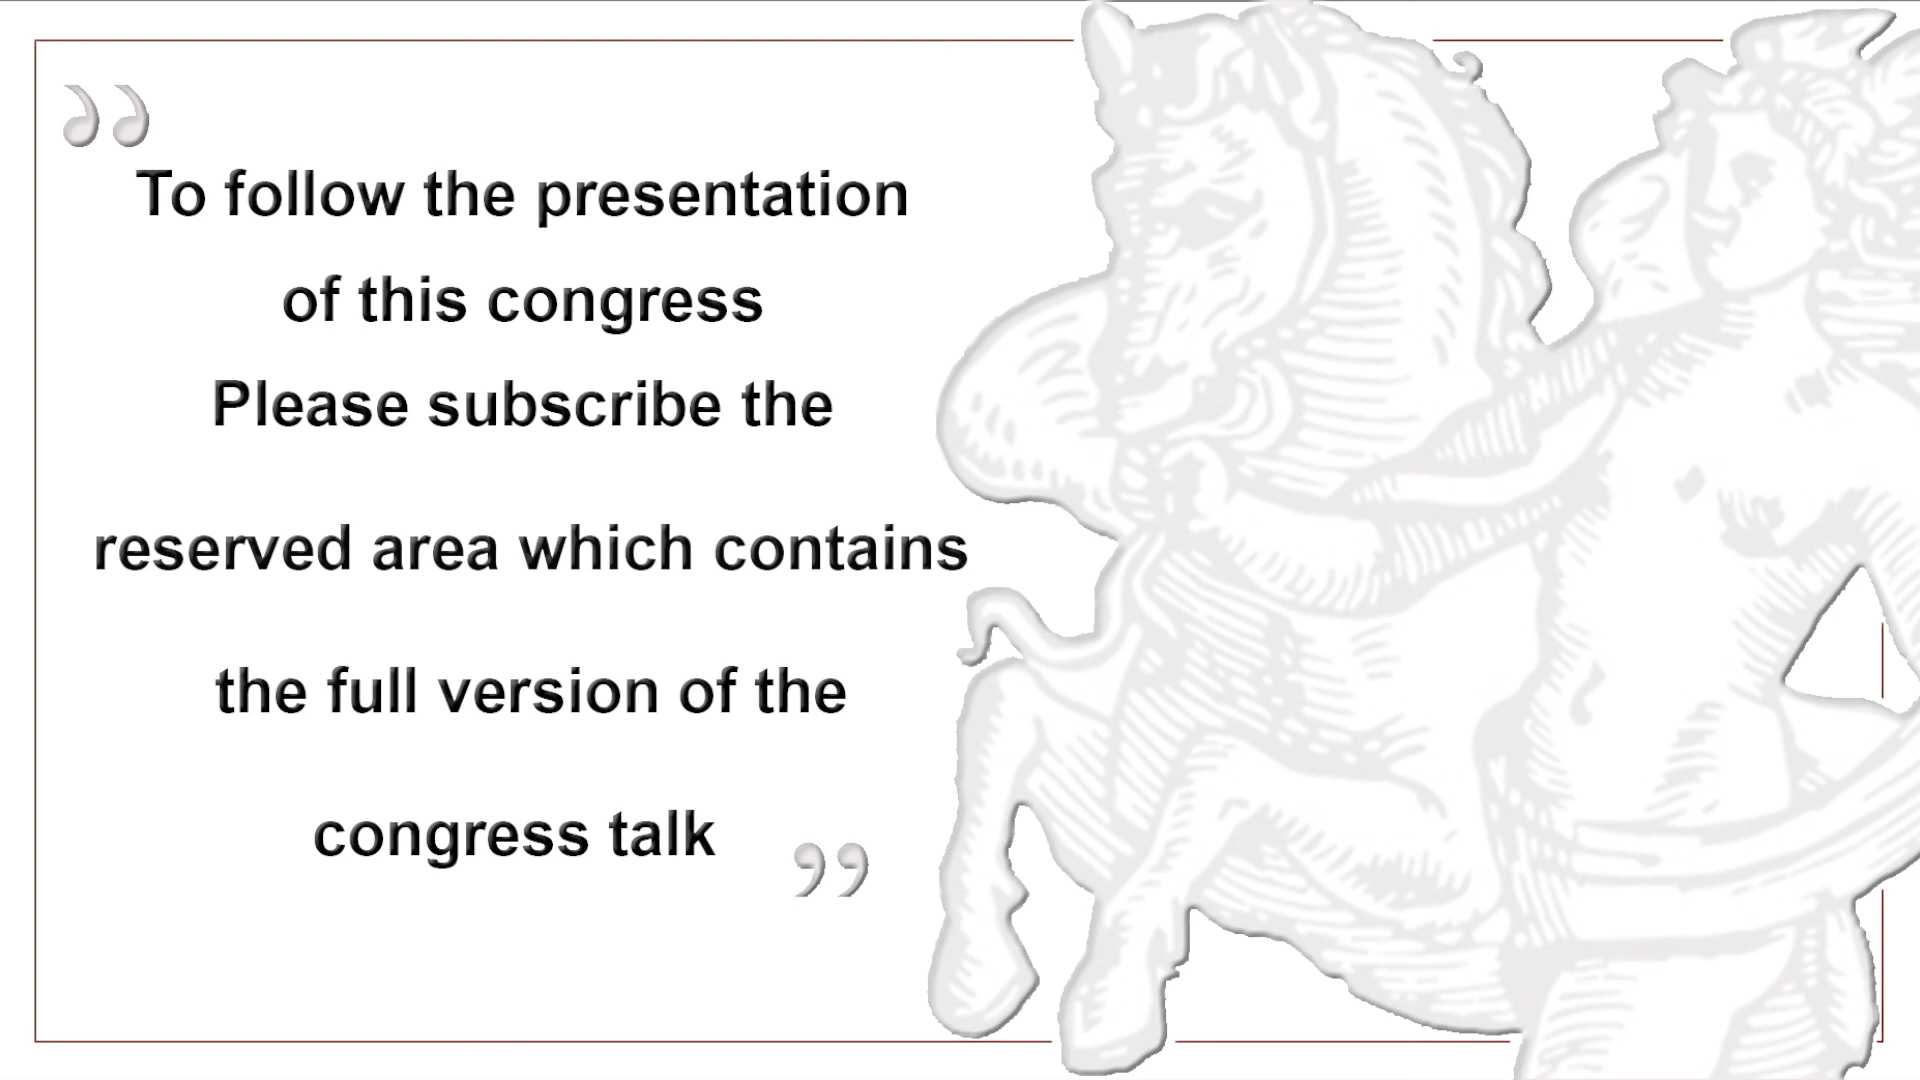 ”
To follow the presentation
of this congress
Please subscribe the
reserved area which contains
the full version of the
congress talk ”